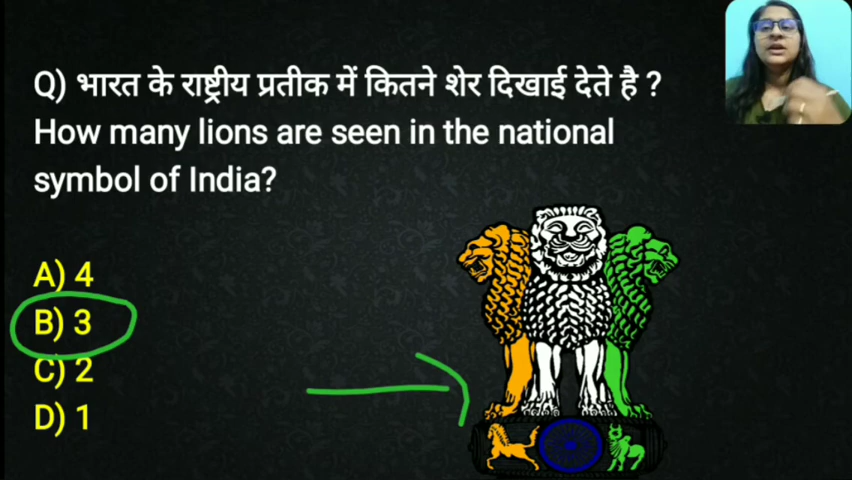 Q) भारत के राष्ट्रीय प्रतीक में कितने शेर दिखाई देते है ?
How many lions are seen in the national
symbol of India?
A) 4
B) 3
C) 2
D) 1